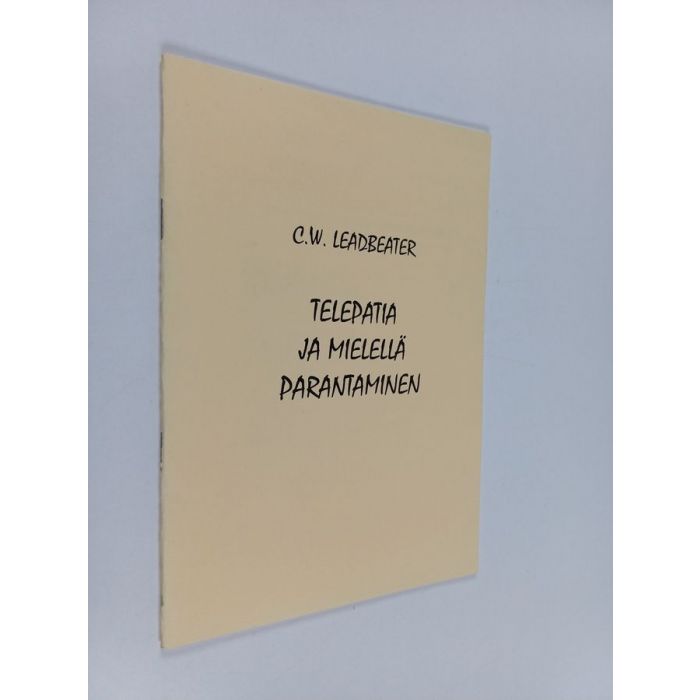 C.W. LEADBEATER
TELEPATIA
JA MIELELLÄ
PARANTAMINEN